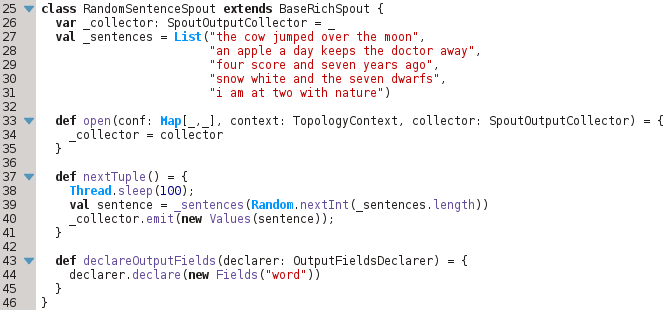 25 class RandomSentenceSpout extends BaseRichSpout {
26   var _collector: SpoutOutputCollector = _
27   val _sentences = List("the cow jumped over the moon",
28                         "an apple a day keeps the doctor away",
29                         "four score and seven years ago",
30                         "snow white and the seven dwarfs",
31                         "i am at two with nature")
32
33   def open(conf: Map[_,_], context: TopologyContext, collector: SpoutOutputCollector) = {
34     _collector = collector
35   }
36
37   def nextTuple() = {
38     Thread.sleep(100);
39     val sentence = _sentences(Random.nextInt(_sentences.length))
40     _collector.emit(new Values(sentence));
41   }
42
43   def declareOutputFields(declarer: OutputFieldsDeclarer) = {
44     declarer.declare(new Fields("word"))
45   }
46 }